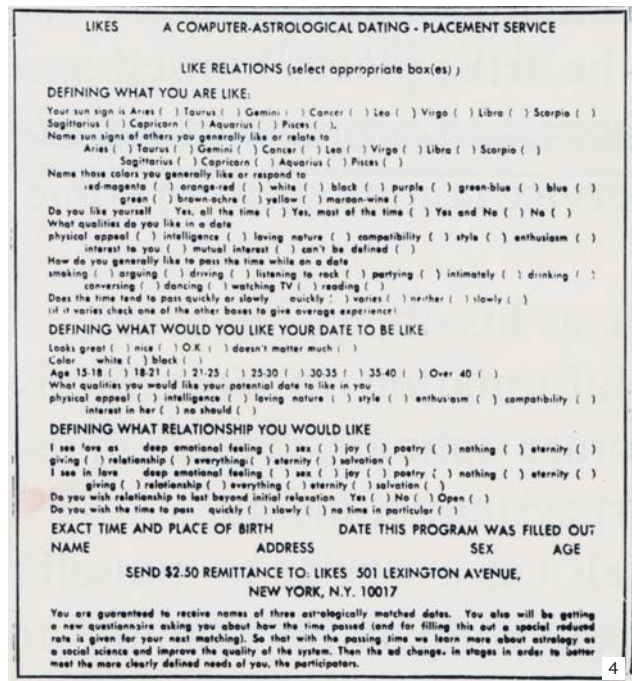 LIKES A COMPUTER-ASTROLOGICAL DATING - PLACEMENT SERVICE
LIKE RELATIONS (select appropriate box(es) )
DEFINING WHAT YOU ARE LIKE:
Your sun sign is Aries ( ) Taurus ( ) Gemini ( ) Cancer ( ) Leo ( ) Virgo ( ) Libra ( ) Scorpio ( )
Sagittarius ( ) Capricorn ( ) Aquarius ( ) Pisces ( ).
Name sun signs of others you generally like or relate to
Aries ( ) Taurus ( ) Gemini ( ) Cancer ( ) Leo ( ) Virgo ( ) Libra ( ) Scorpio ( )
Sagittarius ( ) Capricorn ( ) Aquarius ( ) Pisces ( )
Name those colors you generally like or respond to
red-magenta ( ) orange-red ( ) white ( ) black ( ) purple ( ) green-blue ( ) blue ( )
green ( ) brown-ochre ( ) yellow ( ) maroon-wine ( )
Do you like yourself Yes, all the time ( ) Yes, most of the time ( ) Yes and No ( ) No ( )
What qualities do you like in a date
physical appeal ( ) intelligence ( ) loving nature ( ) compatibility ( ) style ( ) enthusiasm ( )
interest to you ( ) mutual interest ( ) can't be defined ( )
How do you generally like to pass the time while on a date
smoking ( ) arguing ( ) driving ( ) listening to rock ( ) partying ( ) intimately ( ) drinking ( )
conversing ( ) dancing ( ) watching TV ( ) reading ( )
Does the time tend to pass quickly or slowly quickly ( ) varies ( ) neither ( ) slowly ( )
(if it varies check one of the other boxes to give average experience)
DEFINING WHAT WOULD YOU LIKE YOUR DATE TO BE LIKE
Looks great ( ) nice ( ) O.K. ( ) doesn't matter much ( )
Color white ( ) black ( )
Age 15-18 ( ) 18-21 ( ) 21-25 ( ) 25-30 ( ) 30-35 ( ) 35-40 ( ) Over 40 ( )
What qualities you would like your potential date to like in you
physical appeal ( ) intelligence ( ) loving nature ( ) style ( ) enthusiasm ( ) compatibility ( )
interest in her ( ) no should ( )
DEFINING WHAT RELATIONSHIP YOU WOULD LIKE
I see love as deep emotional feeling ( ) sex ( ) joy ( ) poetry ( ) nothing ( ) eternity ( )
giving ( ) relationship ( ) everything ( ) eternity ( ) salvation ( )
I see in love deep emotional feeling ( ) sex ( ) joy ( ) poetry ( ) nothing ( ) eternity ( )
giving ( ) relationship ( ) everything ( ) eternity ( ) salvation ( )
Do you wish relationship to last beyond initial relaxation Yes ( ) No ( ) Open ( )
Do you wish the time to pass quickly ( ) slowly ( ) no time in particular ( )
EXACT TIME AND PLACE OF BIRTH DATE THIS PROGRAM WAS FILLED OUT
NAME ADDRESS SEX AGE
SEND $2.50 REMITTANCE TO: LIKES 501 LEXINGTON AVENUE,
NEW YORK, N.Y. 10017
You are guaranteed to receive names of three astrologically matched dates. You also will be getting
a new questionnaire asking you about how the time passed (and for filling this out a special reduced
rate is given for your next matching). So that with the passing time we learn more about astrology as
a social science and improve the quality of the system. Then the ad change, in stages in order to better
meet the more clearly defined needs of you, the participators.
4